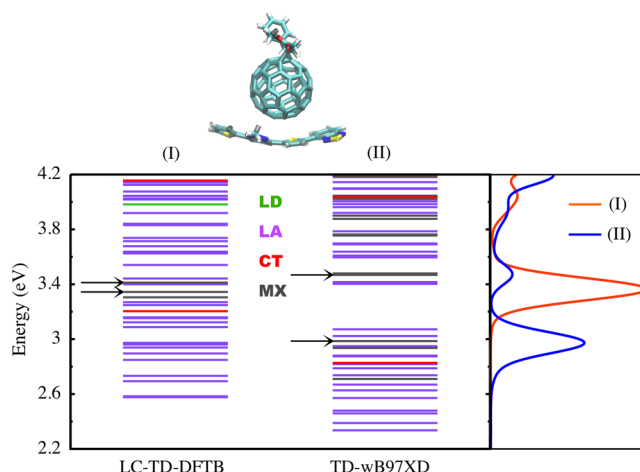 (I) (II)
4.2
3.8
3.4
3
2.6
2.2
Energy (eV)
LD
LA
CT
MX
(I)
(II)
LC-TD-DFTB TD-wB97XD